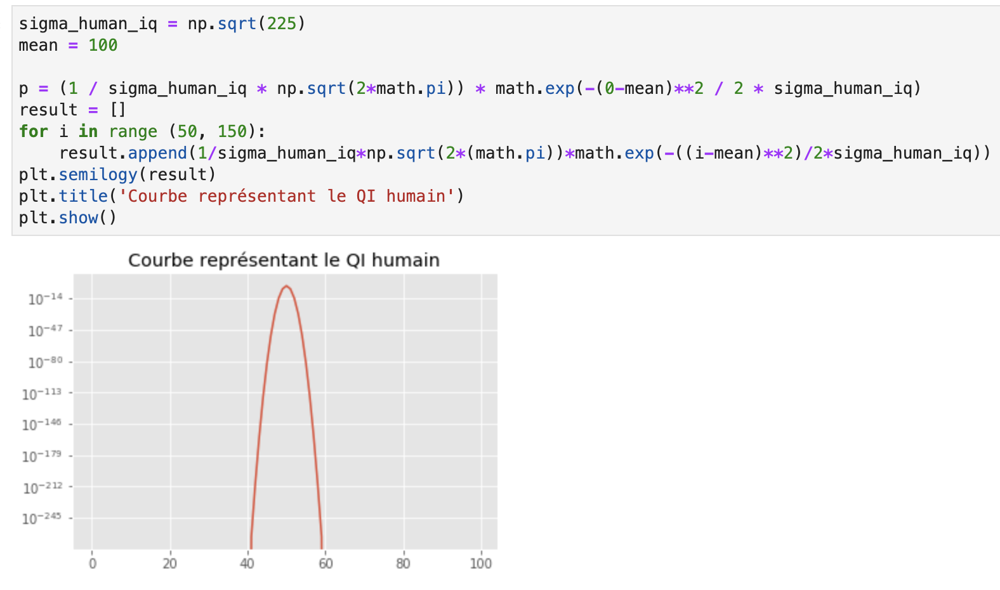 sigma_human_iq = np.sqrt(225)
mean = 100
p = (1 / sigma_human_iq * np.sqrt(2*math.pi)) * math.exp(-(0-mean)**2 / 2 * sigma_human_iq)
result = []
for i in range (50, 150):
    result.append(1/sigma_human_iq*np.sqrt(2*(math.pi))*math.exp(-((i-mean)**2)/2*sigma_human_iq))
plt.semilogy(result)
plt.title('Courbe représentant le QI humain')
plt.show()
Courbe représentant le QI humain
10⁻¹⁴
10⁻⁴⁷
10⁻⁸⁰
10⁻¹¹³
10⁻¹⁴⁶
10⁻¹⁷⁹
10⁻²¹²
10⁻²⁴⁵
0 20 40 60 80 100